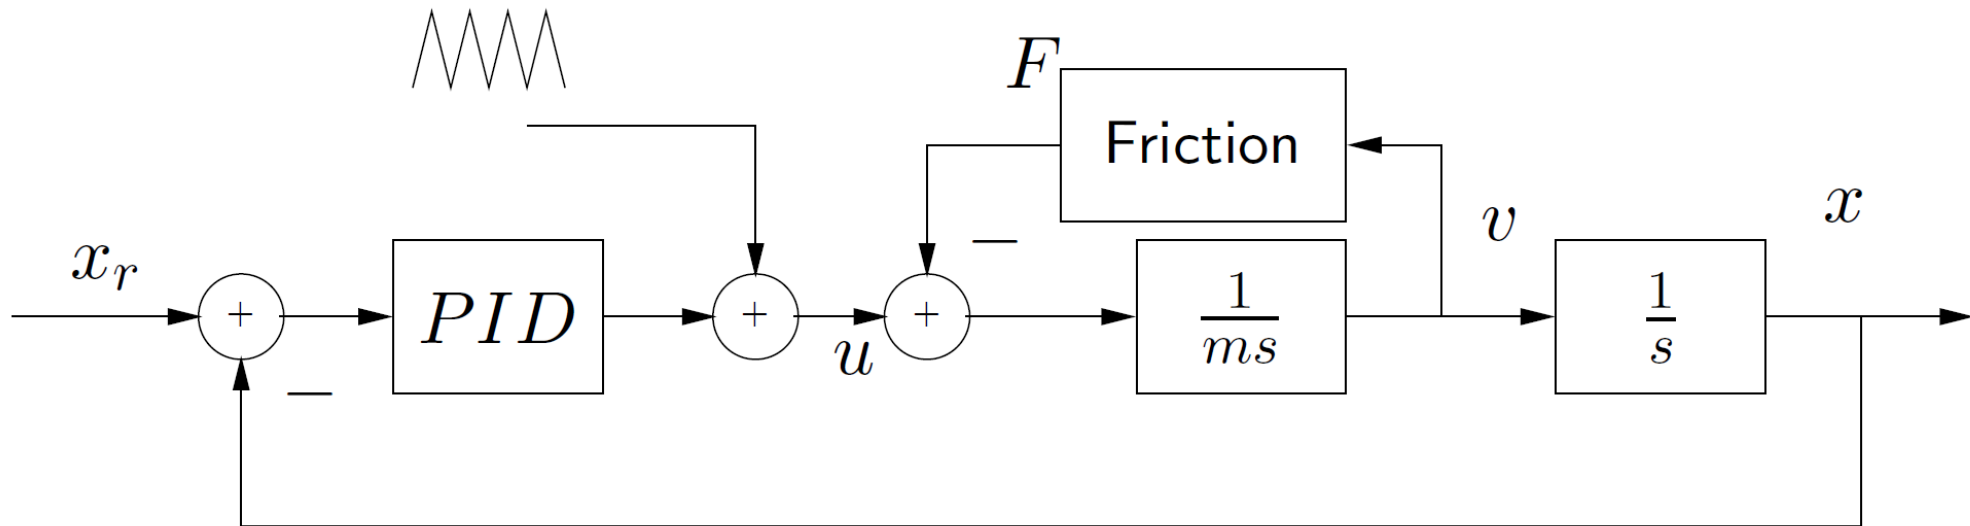 F
Friction
x_r
+
−
PID
+
u
+
−
1
ms
v
1
s
x